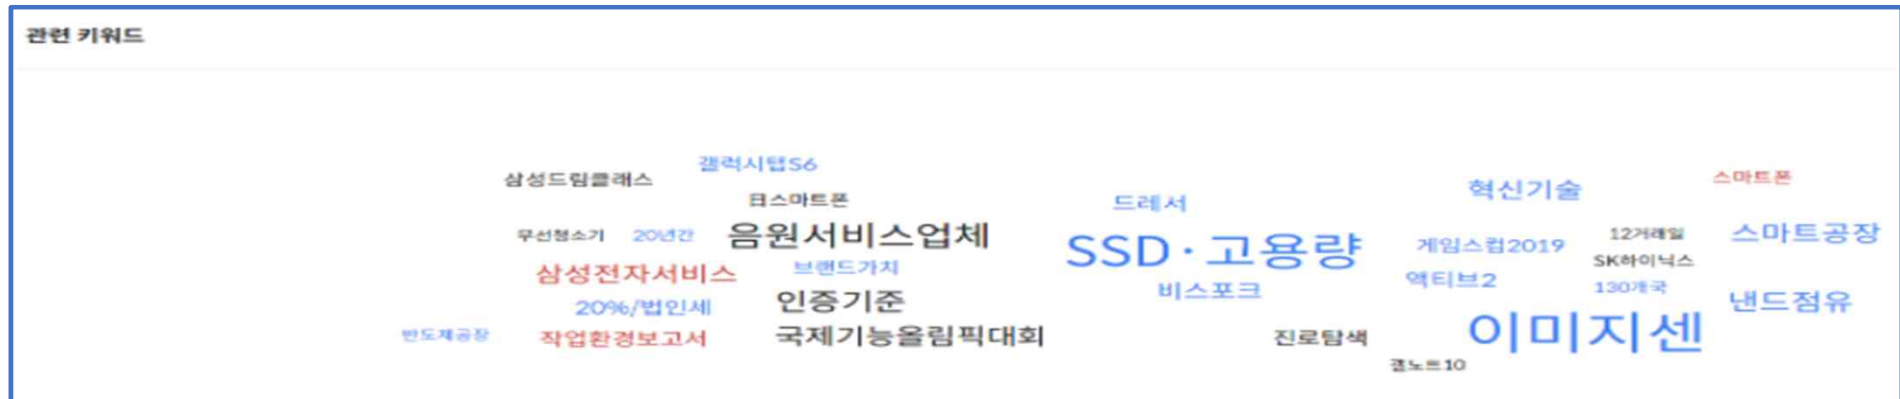 관련 키워드
갤럭시탭S6
삼성드림클래스
日스마트폰
드레서
혁신기술
스마트폰
무선청소기
20년간
음원서비스업체
SSD·고용량
게임스컴2019
12거래일
스마트공장
삼성전자서비스
브랜드가치
SK하이닉스
액티브2
비스포크
130개국
20%/법인세
인증기준
낸드점유
반도체공장
작업환경보고서
국제기능올림픽대회
진로탐색
이미지센
갤노트10